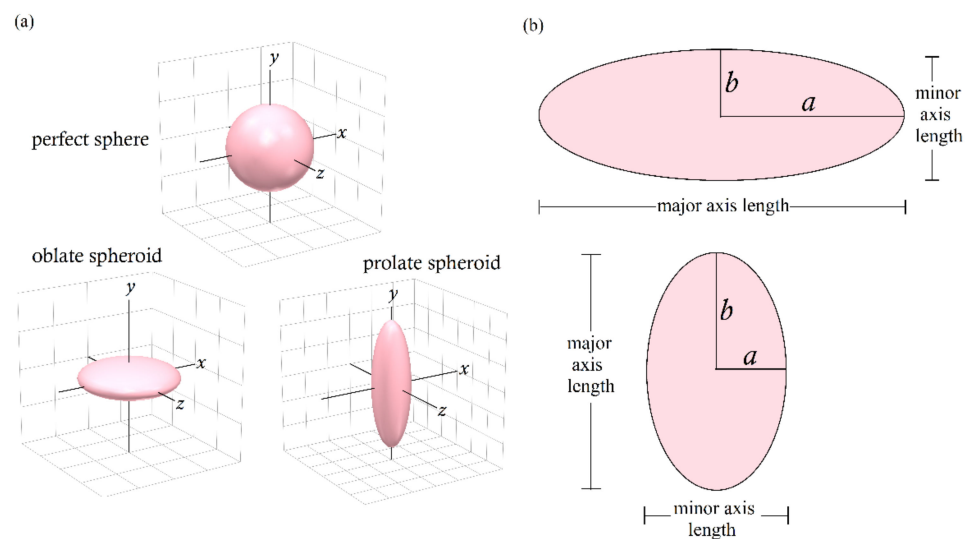 (a)
perfect sphere
y
x
z
oblate spheroid
y
x
z
prolate spheroid
y
x
z
(b)
b
a
minor
axis
length
major axis length
b
a
major
axis
length
minor axis
length